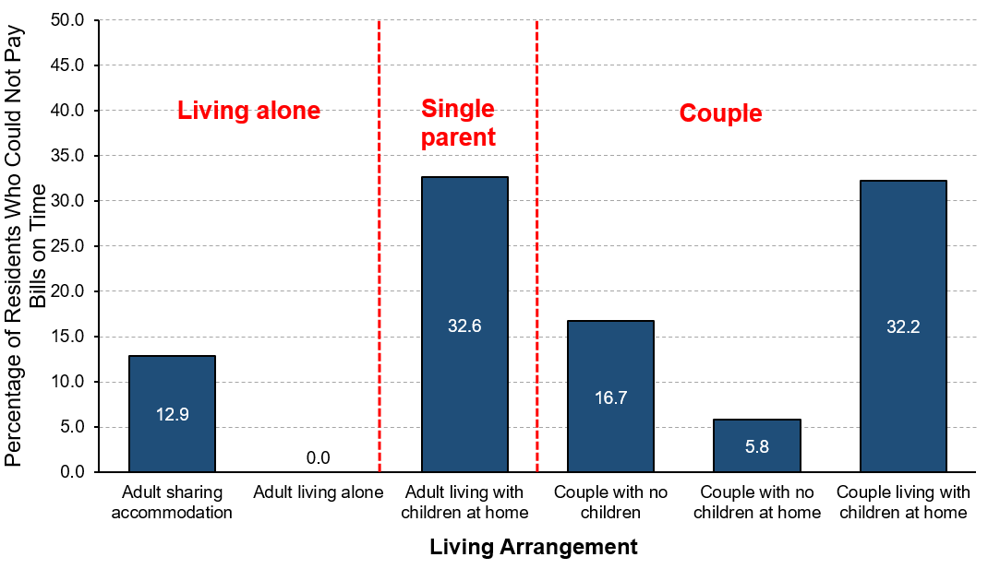 Percentage of Residents Who Could Not Pay
Bills on Time
50.0
45.0
40.0
35.0
30.0
25.0
20.0
15.0
10.0
5.0
0.0
Living alone
Single
parent
Couple
12.9
0.0
32.6
16.7
5.8
32.2
Adult sharing
accommodation
Adult living alone
Adult living with
children at home
Couple with no
children
Couple with no
children at home
Couple living with
children at home
Living Arrangement